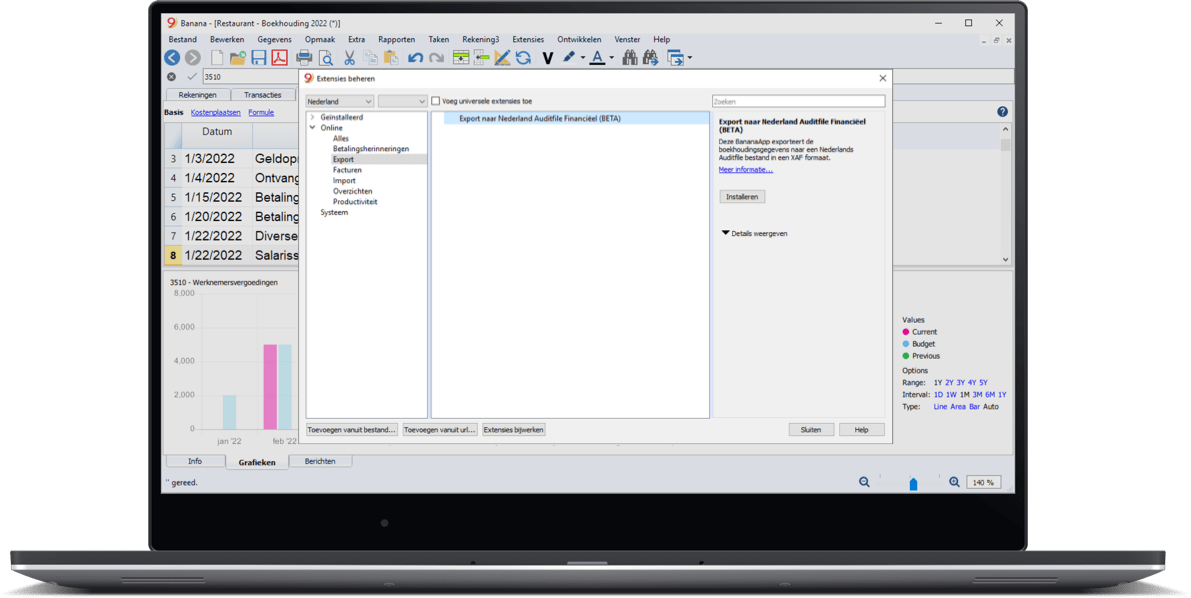 Banana - [Restaurant - Boekhouding 2022 (*)]
Bestand Bewerken Gegevens Opmaak Extra Rapporten Taken Rekening3 Extensies Ontwikkelen Venster Help
3510
Rekeningen Transacties
Basis Kostenplaatsen Formule
Datum
3 1/3/2022 Geldop
4 1/4/2022 Ontvang
5 1/15/2022 Betaling
6 1/20/2022 Betaling
7 1/22/2022 Diverse
8 1/22/2022 Salariss
Extensies beheren
Nederland
Voeg universele extensies toe
Zoeken
Geïnstalleerd
Online
Alles
Betalingsherinneringen
Export
Facturen
Import
Overzichten
Productiviteit
Systeem
Export naar Nederland Auditfile Financiëel (BETA)
Export naar Nederland Auditfile Financiëel
(BETA)
Deze BananaApp exporteert de
boekhoudingsgegevens naar een Nederlands
Auditfile bestand in een XAF formaat.
Meer informatie...
Installeren
Details weergeven
Toevoegen vanuit bestand... Toevoegen vanuit url... Extensies bijwerken
Sluiten Help
3510 - Werknemersvergoedingen
8,000
6,000
4,000
2,000
0
jan '22 feb '22
Values
Current
Budget
Previous
Options
Range: 1Y 2Y 3Y 4Y 5Y
Interval: 1D 1W 1M 3M 6M 1Y
Type: Line Area Bar Auto
Info Grafieken Berichten
'' gereed.
140 %